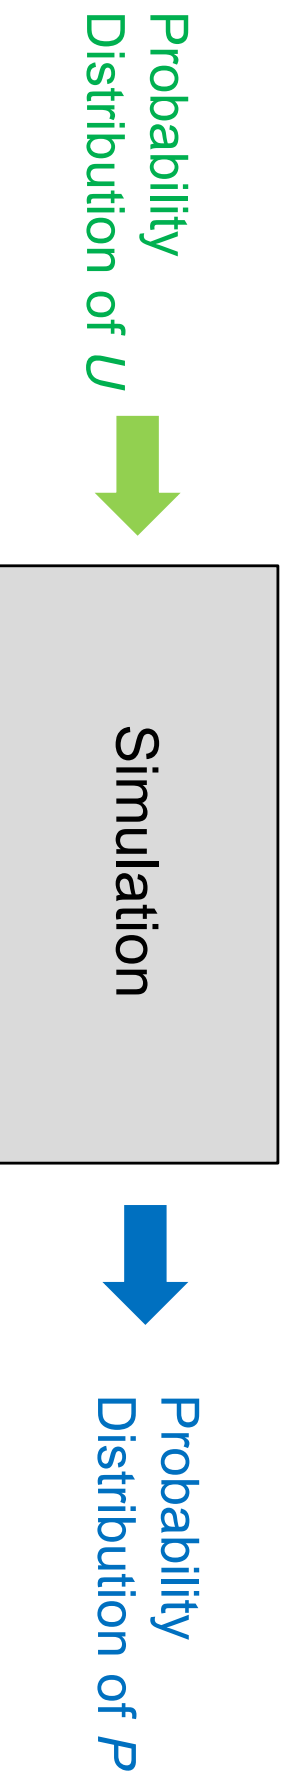 Probability
Distribution of U
Simulation
Probability
Distribution of P